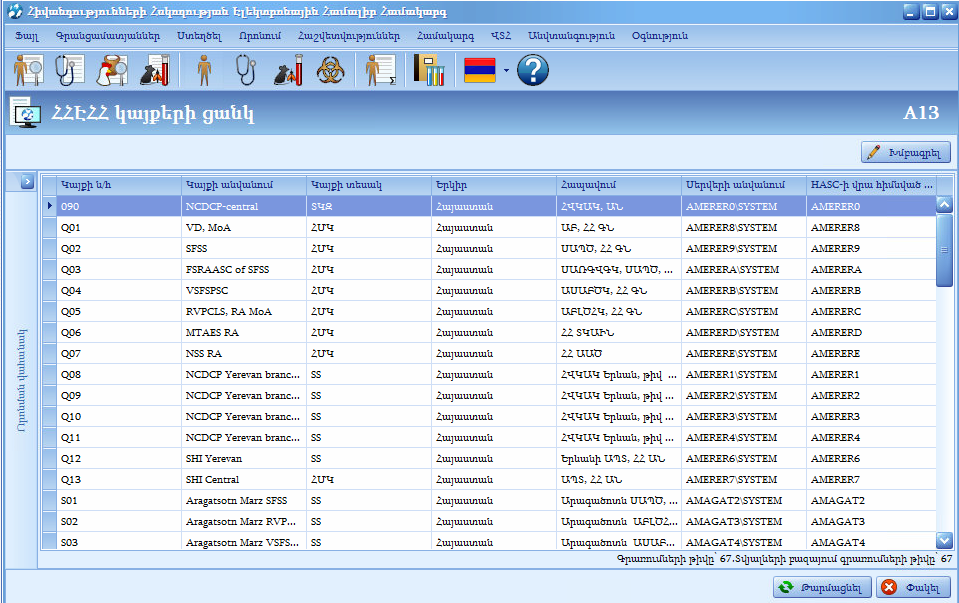 Հիվանդությունների Հսկողության Էլեկտրոնային Համալիր Համակարգ
Ֆայլ Գրանցամատյաններ Ստեղծել Որոնում Հաշվետվություններ Համակարգ ՎՏՀ Անվտանգություն Օգնություն
ՀՀԷՀՀ կայքերի ցանկ A13
Խմբագրել
Կայքի ն/հ Կայքի անվանում Կայքի տեսակ Երկիր Հապավում Սերվերի անվանում HASC-ի վրա հիմնված ...
090 NCDCP-central ՏԿԶ Հայաստան ՀՎԿԱԿ, ԱՆ AMERER0\SYSTEM AMERER0
Q01 VD, MoA ՀՄԿ Հայաստան ԱԲ, ՀՀ ԳՆ AMERER8\SYSTEM AMERER8
Q02 SFSS ՀՄԿ Հայաստան ՍԱՊԾ, ՀՀ ԳՆ AMERER9\SYSTEM AMERER9
Q03 FSRAASC of SFSS ՀՄԿ Հայաստան ՍԱՌԳՎԳԿ, ՍԱՊԾ, ... AMERERA\SYSTEM AMERERA
Q04 VSFSPSC ՀՄԿ Հայաստան ԱՍԱԲԾԿ, ՀՀ ԳՆ AMERERB\SYSTEM AMERERB
Q05 RVPCLS, RA MoA ՀՄԿ Հայաստան ԱԲԼԾՀԿ, ՀՀ ԳՆ AMERERC\SYSTEM AMERERC
Q06 MTAES RA ՀՄԿ Հայաստան ՀՀ ՏԿԱԻՆ AMERERD\SYSTEM AMERERD
Q07 NSS RA ՀՄԿ Հայաստան ՀՀ ԱԱԾ AMERERE\SYSTEM AMERERE
Q08 NCDCP Yerevan branc... SS Հայաստան ՀՎԿԱԿ Երևան, թիվ ... AMERER1\SYSTEM AMERER1
Q09 NCDCP Yerevan branc... SS Հայաստան ՀՎԿԱԿ Երևան, թիվ ... AMERER2\SYSTEM AMERER2
Q10 NCDCP Yerevan branc... SS Հայաստան ՀՎԿԱԿ Երևան, թիվ ... AMERER3\SYSTEM AMERER3
Q11 NCDCP Yerevan branc... SS Հայաստան ՀՎԿԱԿ Երևան, թիվ ... AMERER4\SYSTEM AMERER4
Q12 SHI Yerevan SS Հայաստան Երևանի ԱՊՏ, ՀՀ ԱՆ AMERER6\SYSTEM AMERER6
Q13 SHI Central ՀՄԿ Հայաստան ԱՊՏ, ՀՀ ԱՆ AMERER7\SYSTEM AMERER7
S01 Aragatsotn Marz SFSS SS Հայաստան Արագածոտն ՍԱՊԾ, ... AMAGAT2\SYSTEM AMAGAT2
S02 Aragatsotn Marz RVP... SS Հայաստան Արագածոտն ԱԲԼԾՀ... AMAGAT3\SYSTEM AMAGAT3
S03 Aragatsotn Marz VSFS... SS Հայաստան Արագածոտն ԱՍԱԲ... AMAGAT4\SYSTEM AMAGAT4
Որոնման վահանակ
Գրառումների թիվը՝ 67.Տվյալների բազայում գրառումների թիվը՝ 67
Թարմացնել Փակել